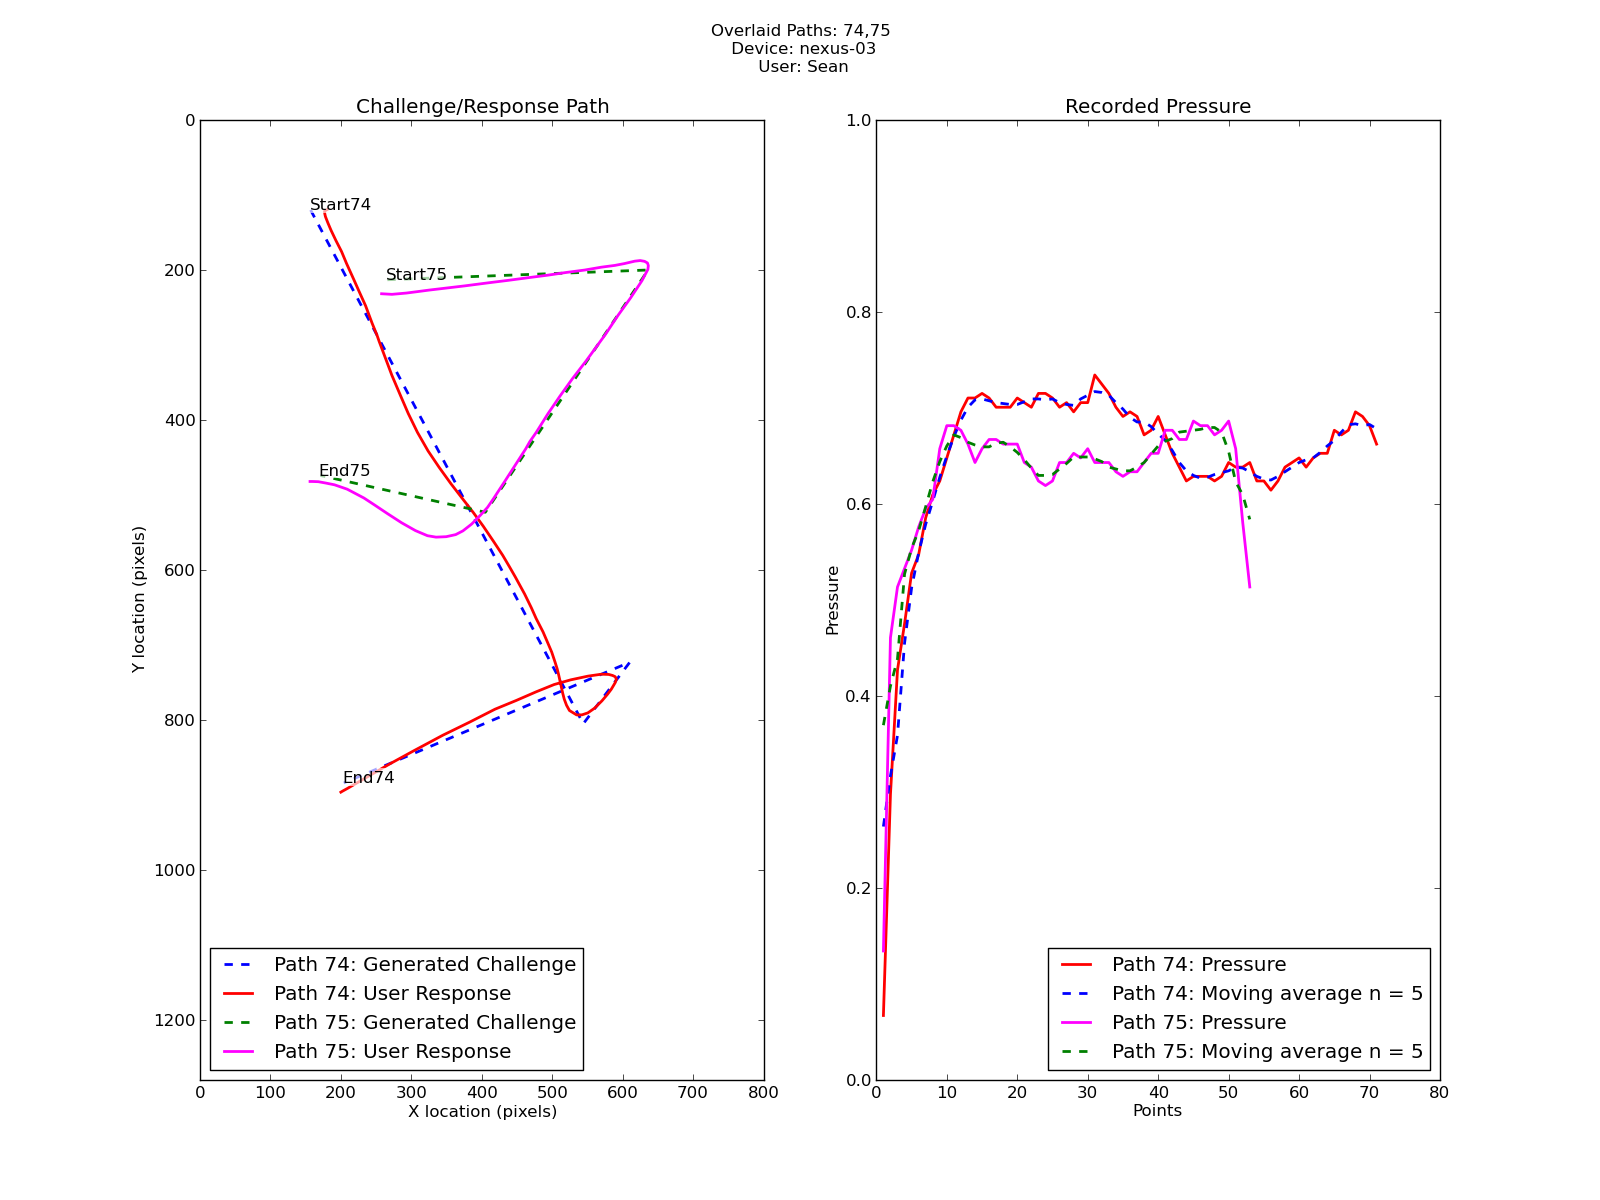 Overlaid Paths: 74,75
Device: nexus-03
User: Sean
Challenge/Response Path
0
200
400
600
800
1000
1200
Y location (pixels)
Start74
Start75
End75
End74
Path 74: Generated Challenge
Path 74: User Response
Path 75: Generated Challenge
Path 75: User Response
0 100 200 300 400 500 600 700 800
X location (pixels)
Recorded Pressure
1.0
0.8
0.6
0.4
0.2
0.0
Pressure
Path 74: Pressure
Path 74: Moving average n = 5
Path 75: Pressure
Path 75: Moving average n = 5
0 10 20 30 40 50 60 70 80
Points